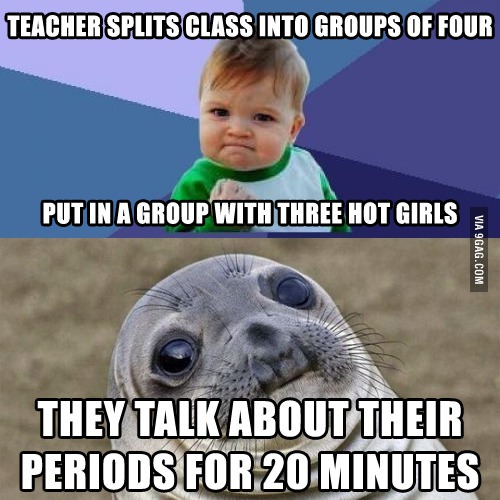 TEACHER SPLITS CLASS INTO GROUPS OF FOUR
PUT IN A GROUP WITH THREE HOT GIRLS
VIA 9GAG.COM
THEY TALK ABOUT THEIR
PERIODS FOR 20 MINUTES